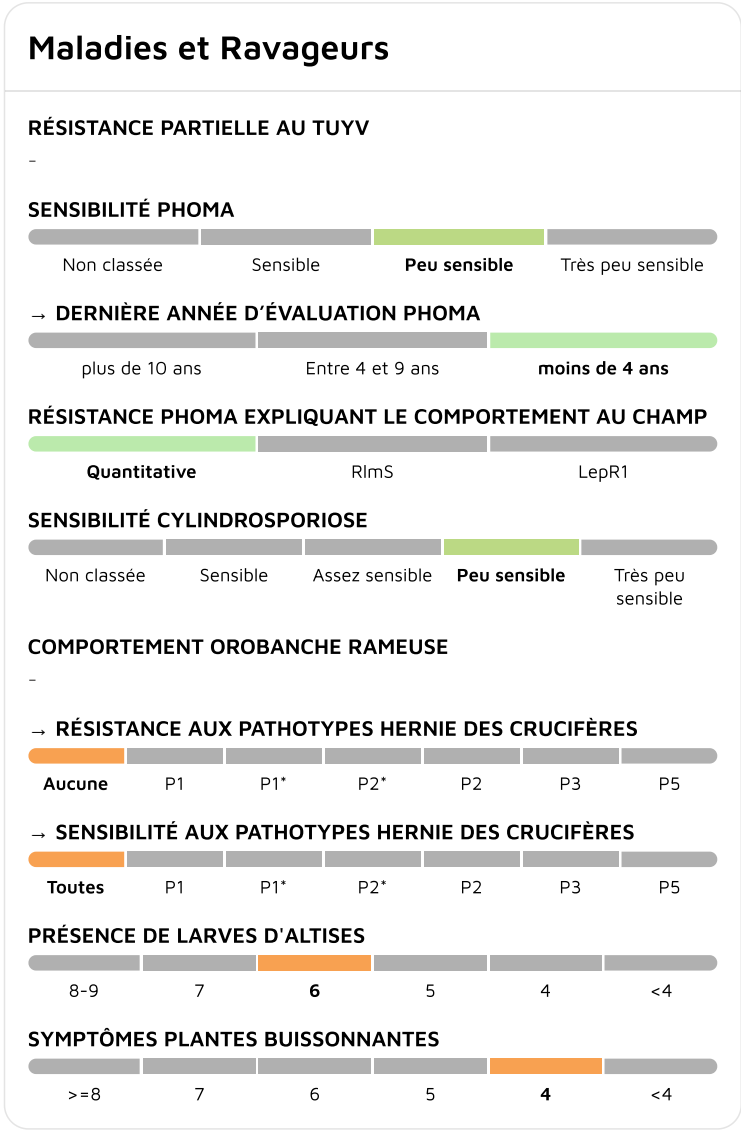 Maladies et Ravageurs
RÉSISTANCE PARTIELLE AU TUYV
-
SENSIBILITÉ PHOMA
Non classée Sensible Peu sensible Très peu sensible
→ DERNIÈRE ANNÉE D’ÉVALUATION PHOMA
plus de 10 ans Entre 4 et 9 ans moins de 4 ans
RÉSISTANCE PHOMA EXPLIQUANT LE COMPORTEMENT AU CHAMP
Quantitative RlmS LepR1
SENSIBILITÉ CYLINDROSPORIOSE
Non classée Sensible Assez sensible Peu sensible Très peu
sensible
COMPORTEMENT OROBANCHE RAMEUSE
-
→ RÉSISTANCE AUX PATHOTYPES HERNIE DES CRUCIFÈRES
Aucune P1 P1* P2* P2 P3 P5
→ SENSIBILITÉ AUX PATHOTYPES HERNIE DES CRUCIFÈRES
Toutes P1 P1* P2* P2 P3 P5
PRÉSENCE DE LARVES D'ALTISES
8-9 7 6 5 4 <4
SYMPTÔMES PLANTES BUISSONNANTES
>=8 7 6 5 4 <4